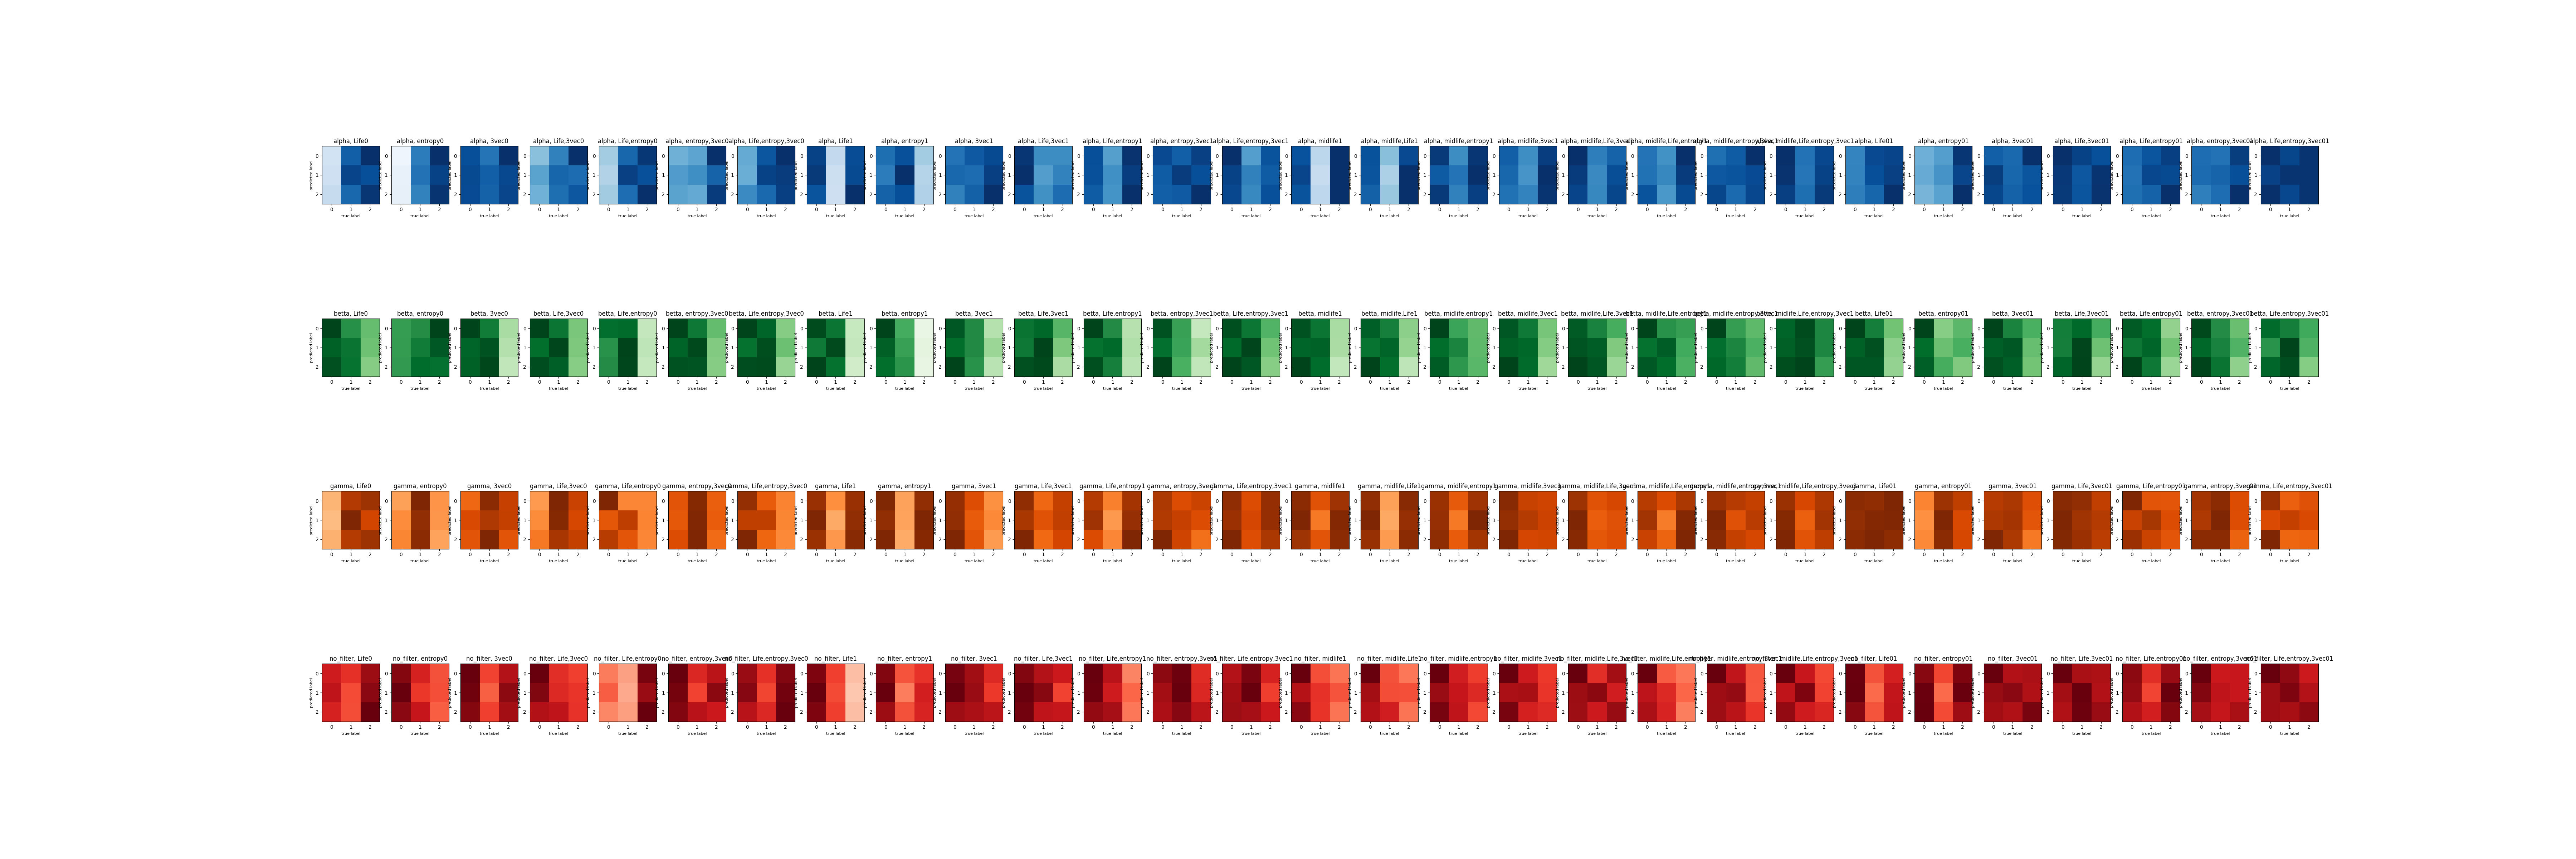 alpha, Life0 alpha, entropy0 alpha, 3vec0 alpha, Life,3vec0 alpha, Life,entropy0 alpha, entropy,3vec0 alpha, Life,entropy,3vec0 alpha, Life1 alpha, entropy1 alpha, 3vec1 alpha, Life,3vec1 alpha, Life,entropy1 alpha, entropy,3vec1 alpha, Life,entropy,3vec1 alpha, midlife1 alpha, midlife,Life1 alpha, midlife,entropy1 alpha, midlife,3vec1 alpha, midlife,Life,3vec1 alpha, midlife,Life,entropy1 alpha, midlife,entropy,3vec1 midlife,Life,entropy,3vec1 alpha, Life01 alpha, entropy01 alpha, 3vec01 alpha, Life,3vec01 alpha, Life,entropy01 alpha, entropy,3vec01 alpha, Life,entropy,3vec01
predicted label
0
1
2
0 1 2
true label
betta, Life0 betta, entropy0 betta, 3vec0 betta, Life,3vec0 betta, Life,entropy0 betta, entropy,3vec0 betta, Life,entropy,3vec0 betta, Life1 betta, entropy1 betta, 3vec1 betta, Life,3vec1 betta, Life,entropy1 betta, entropy,3vec1 betta, Life,entropy,3vec1 betta, midlife1 betta, midlife,Life1 betta, midlife,entropy1 betta, midlife,3vec1 betta, midlife,Life,3vec1 betta, midlife,Life,entropy1 betta, midlife,entropy,3vec1 midlife,Life,entropy,3vec1 betta, Life01 betta, entropy01 betta, 3vec01 betta, Life,3vec01 betta, Life,entropy01 betta, entropy,3vec01 betta, Life,entropy,3vec01
predicted label
0
1
2
0 1 2
true label
gamma, Life0 gamma, entropy0 gamma, 3vec0 gamma, Life,3vec0 gamma, Life,entropy0 gamma, entropy,3vec0 gamma, Life,entropy,3vec0 gamma, Life1 gamma, entropy1 gamma, 3vec1 gamma, Life,3vec1 gamma, Life,entropy1 gamma, entropy,3vec1 gamma, Life,entropy,3vec1 gamma, midlife1 gamma, midlife,Life1 gamma, midlife,entropy1 gamma, midlife,3vec1 gamma, midlife,Life,3vec1 gamma, midlife,Life,entropy1 gamma, midlife,entropy,3vec1 midlife,Life,entropy,3vec1 gamma, Life01 gamma, entropy01 gamma, 3vec01 gamma, Life,3vec01 gamma, Life,entropy01 gamma, entropy,3vec01 gamma, Life,entropy,3vec01
predicted label
0
1
2
0 1 2
true label
no_filter, Life0 no_filter, entropy0 no_filter, 3vec0 no_filter, Life,3vec0 no_filter, Life,entropy0 no_filter, entropy,3vec0 no_filter, Life,entropy,3vec0 no_filter, Life1 no_filter, entropy1 no_filter, 3vec1 no_filter, Life,3vec1 no_filter, Life,entropy1 no_filter, entropy,3vec1 no_filter, Life,entropy,3vec1 no_filter, midlife1 no_filter, midlife,Life1 no_filter, midlife,entropy1 no_filter, midlife,3vec1 no_filter, midlife,Life,3vec1 no_filter, midlife,Life,entropy1 no_filter, midlife,entropy,3vec1 midlife,Life,entropy,3vec1 no_filter, Life01 no_filter, entropy01 no_filter, 3vec01 no_filter, Life,3vec01 no_filter, Life,entropy01 no_filter, entropy,3vec01 no_filter, Life,entropy,3vec01
predicted label
0
1
2
0 1 2
true label